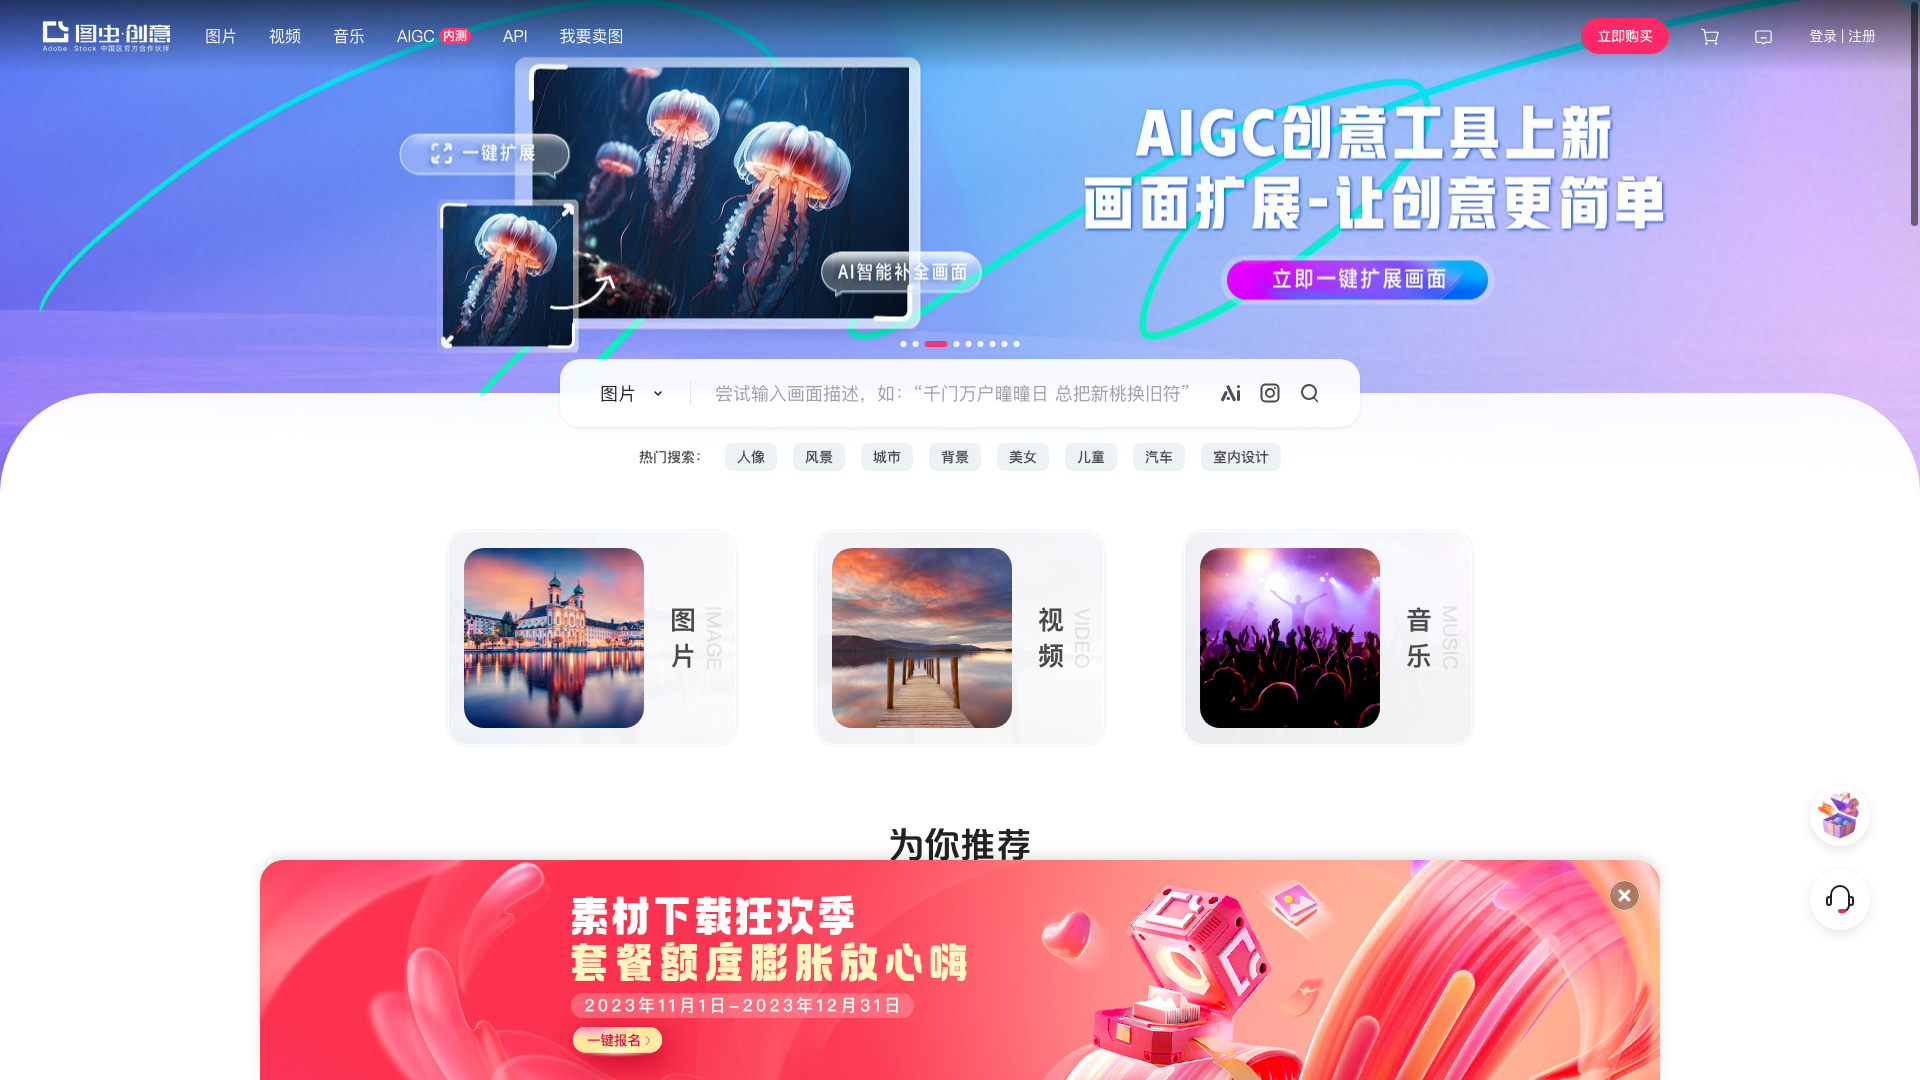 图虫·创意
Adobe Stock 中国区官方合作伙伴
图片
视频
音乐
AIGC 内测
API
我要卖图
立即购买
登录 | 注册
一键扩展
AI智能补全画面
AIGC创意工具上新
画面扩展-让创意更简单
立即一键扩展画面
图片
尝试输入画面描述，如：“千门万户曈曈日 总把新桃换旧符”
Ai
热门搜索：
人像
风景
城市
背景
美女
儿童
汽车
室内设计
图片
IMAGE
视频
VIDEO
音乐
MUSIC
为你推荐
素材下载狂欢季
套餐额度膨胀放心嗨
2023年11月1日-2023年12月31日
一键报名